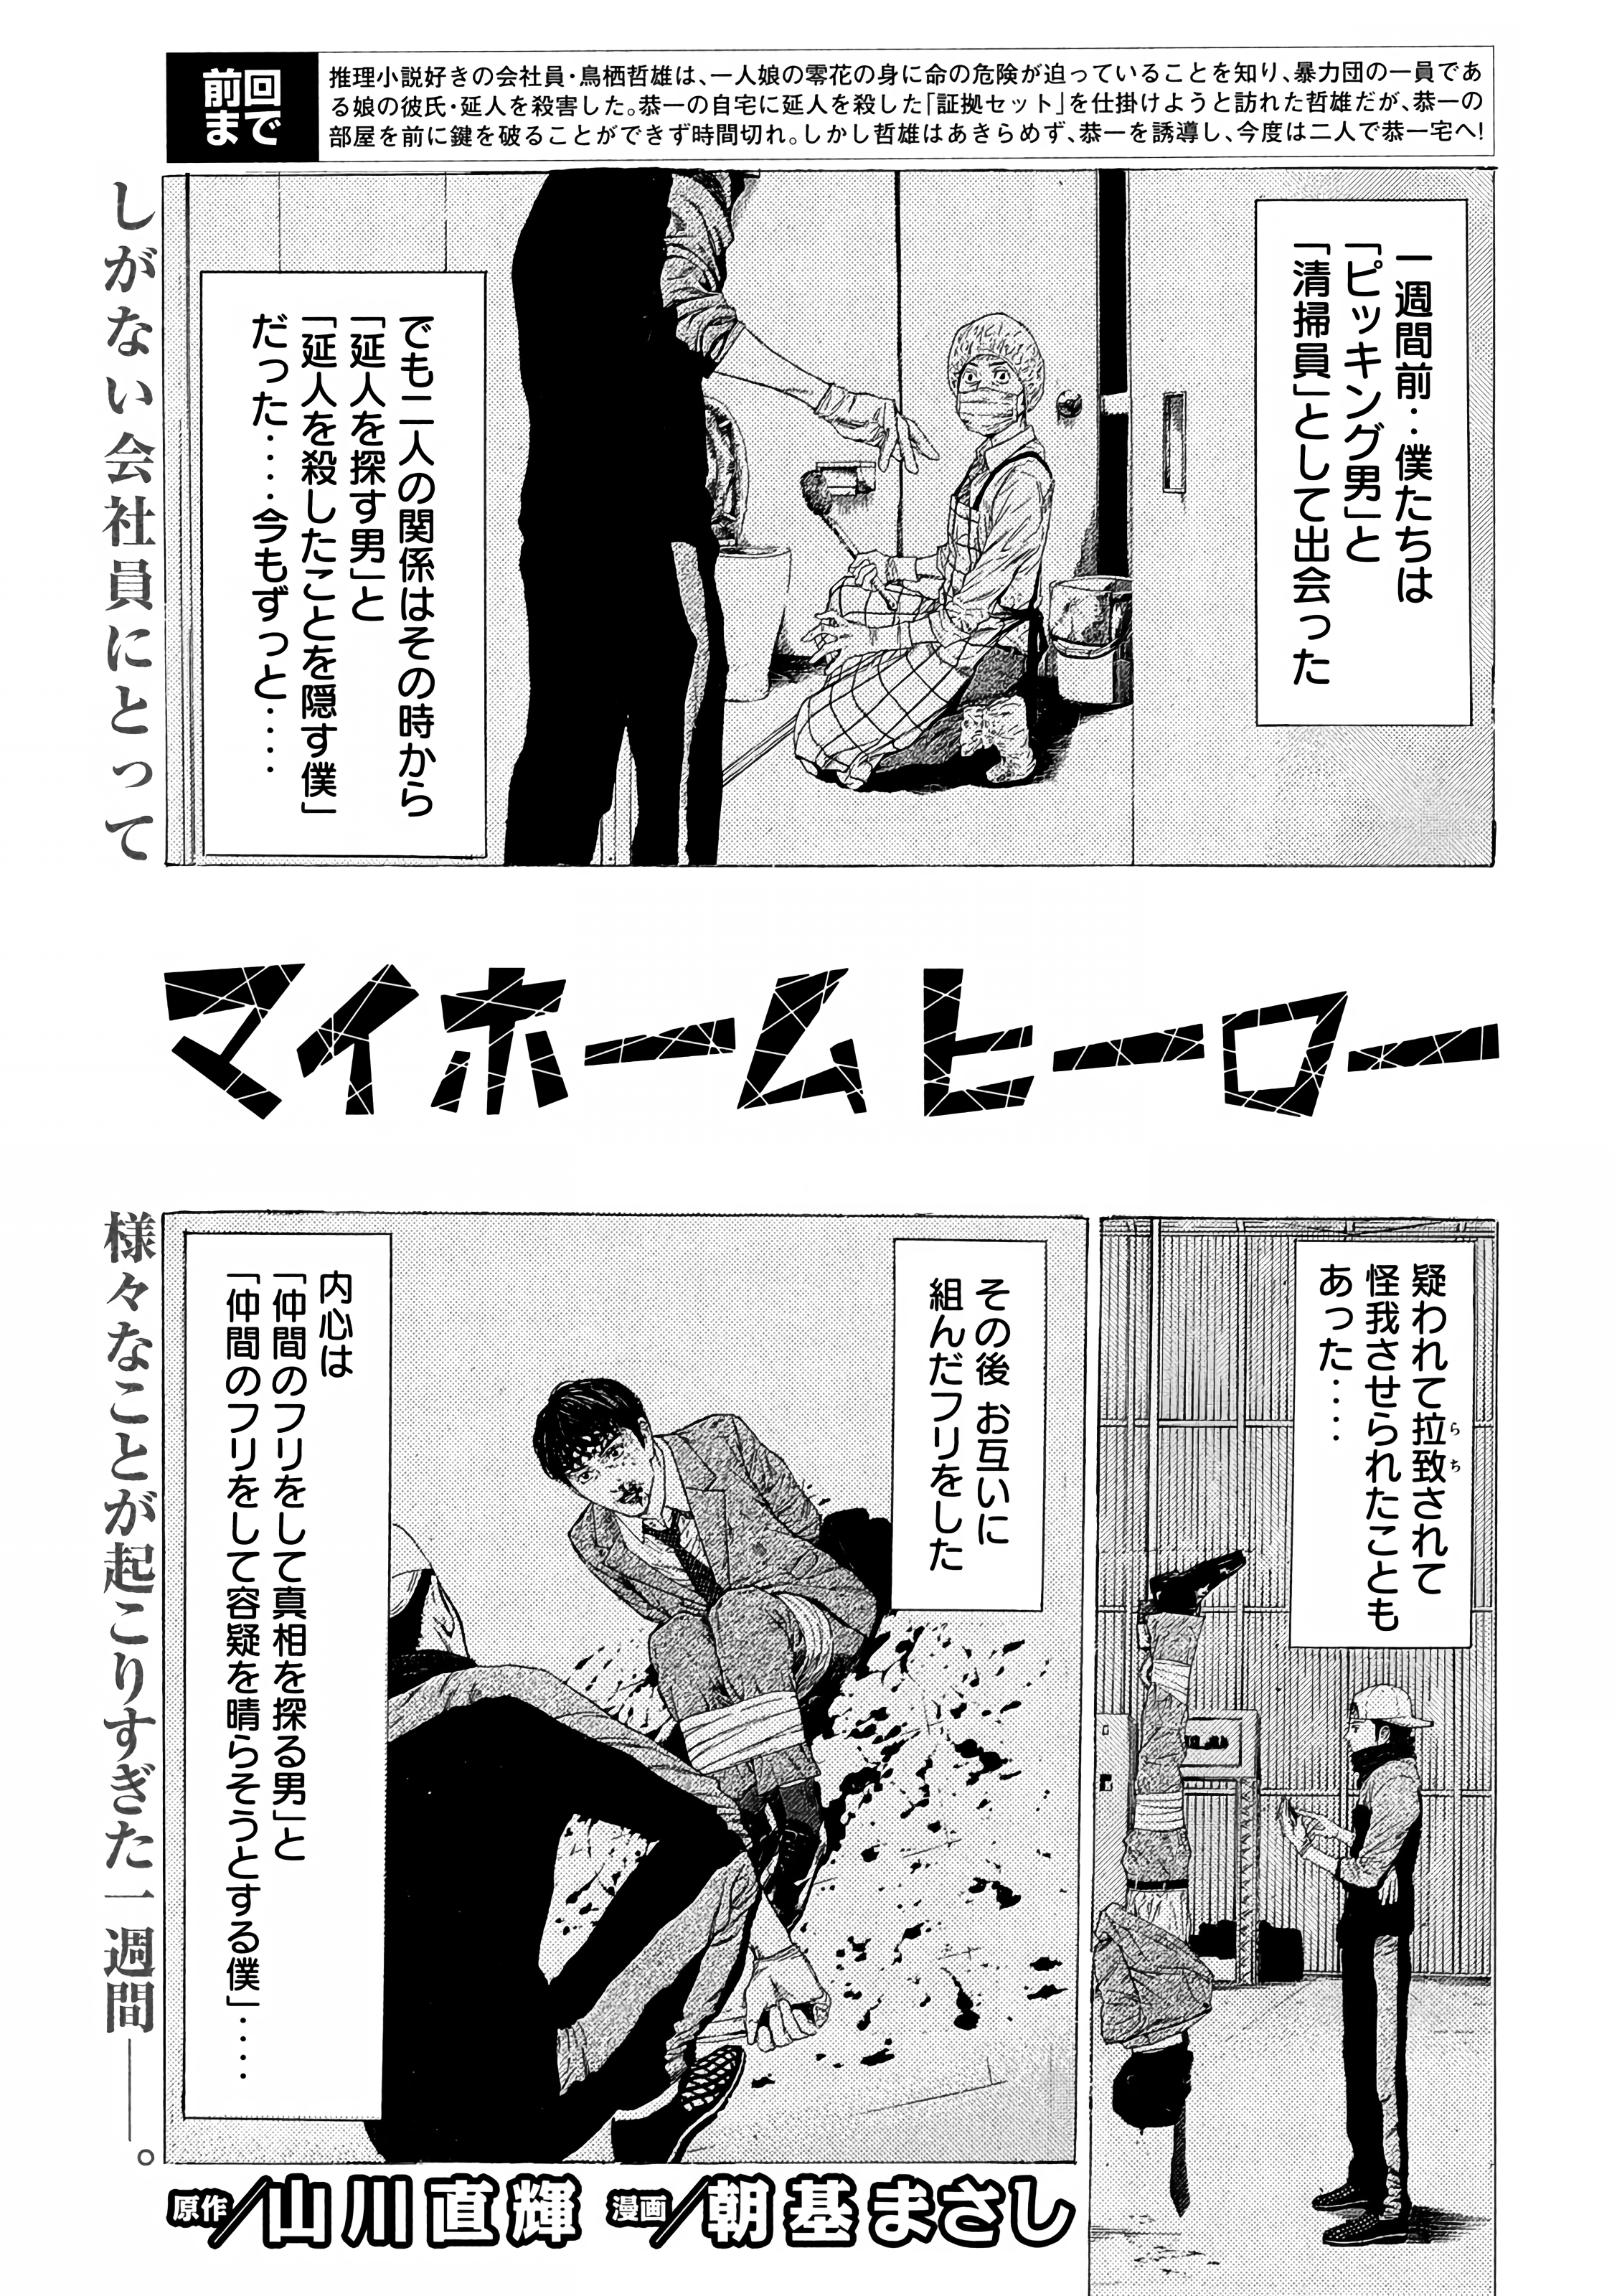 前回
まで
推理小説好きの会社員・鳥栖哲雄は、一人娘の零花の身に命の危険が迫っていることを知り、暴力団の一員であ
る娘の彼氏・延人を殺害した。恭一の自宅に延人を殺した「証拠セット」を仕掛けようと訪れた哲雄だが、恭一の
部屋を前に鍵を破ることができず時間切れ。しかし哲雄はあきらめず、恭一を誘導し、今度は二人で恭一宅へ!
一週間前‥僕たちは
「ピッキング男」と
「清掃員」として出会った
でも二人の関係はその時から
「延人を探す男」と
「延人を殺したことを隠す僕」
だった‥‥今もずっと‥‥
しがない会社員にとって
マイホームヒーロー
疑われて拉致されて
らち
怪我させられたことも
あった‥‥
その後 お互いに
組んだフリをした
内心は
「仲間のフリをして真相を探る男」と
「仲間のフリをして容疑を晴らそうとする僕」‥‥
様々なことが起こりすぎた一週間――。
原作/山川直輝 漫画/朝基まさし